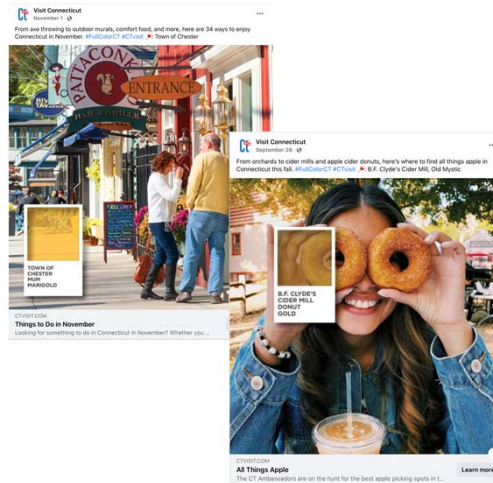 Visit Connecticut
November 1 ·
From axe throwing to outdoor murals, comfort food, and more, here are 34 ways to enjoy
Connecticut in November. #FullColorCT #CTvisit 📍: Town of Chester
PATTACONK
ENTRANCE
BAR & GRILLE
TOWN OF
CHESTER
MUM
MARIGOLD
CTVISIT.COM
Things to Do in November
Looking for something to do in Connecticut in November? Whether you ...
Visit Connecticut
September 26 ·
From orchards to cider mills and apple cider donuts, here's where to find all things apple in
Connecticut this fall. #FullColorCT #CTvisit 📍: B.F. Clyde's Cider Mill, Old Mystic
B.F. CLYDE'S
CIDER MILL
DONUT
GOLD
CTVISIT.COM
All Things Apple
Learn more
The CT Ambassadors are on the hunt for the best apple picking spots in t...